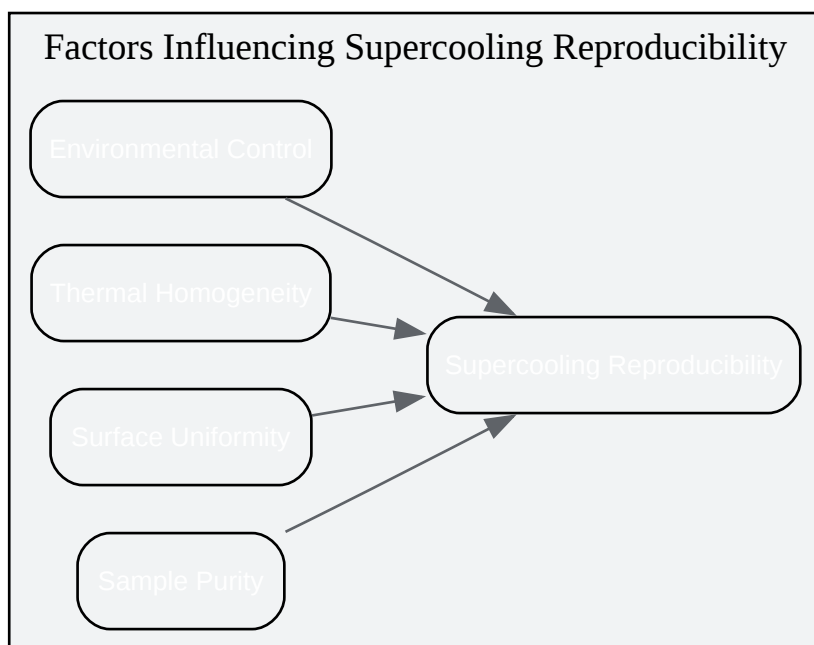 Factors Influencing Supercooling Reproducibility
Environmental Control
Thermal Homogeneity
Supercooling Reproducibility
Surface Uniformity
Sample Purity